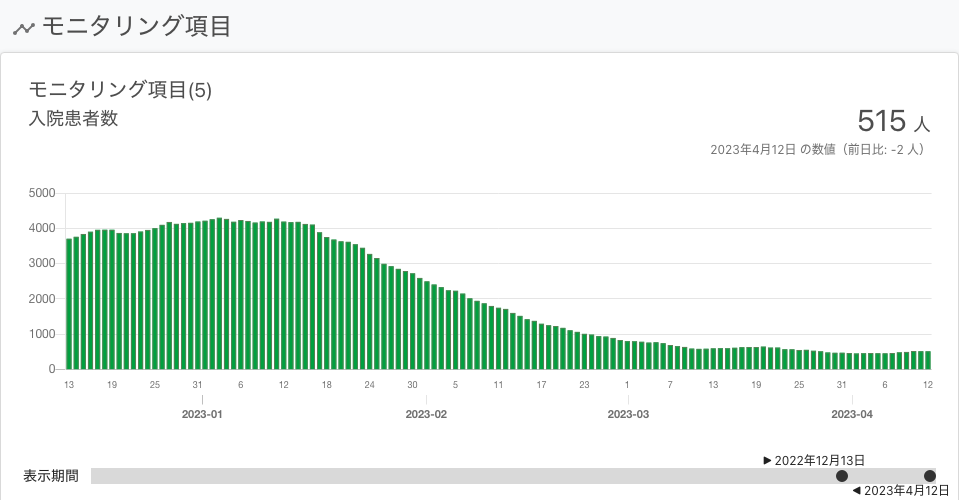 モニタリング項目
モニタリング項目(5)
入院患者数
515 人
2023年4月12日 の数値（前日比: -2 人）
5000
4000
3000
2000
1000
0
13 19 25 31 6 12 18 24 30 5 11 17 23 1 7 13 19 25 31 6 12
2023-01 2023-02 2023-03 2023-04
2022年12月13日
表示期間
2023年4月12日